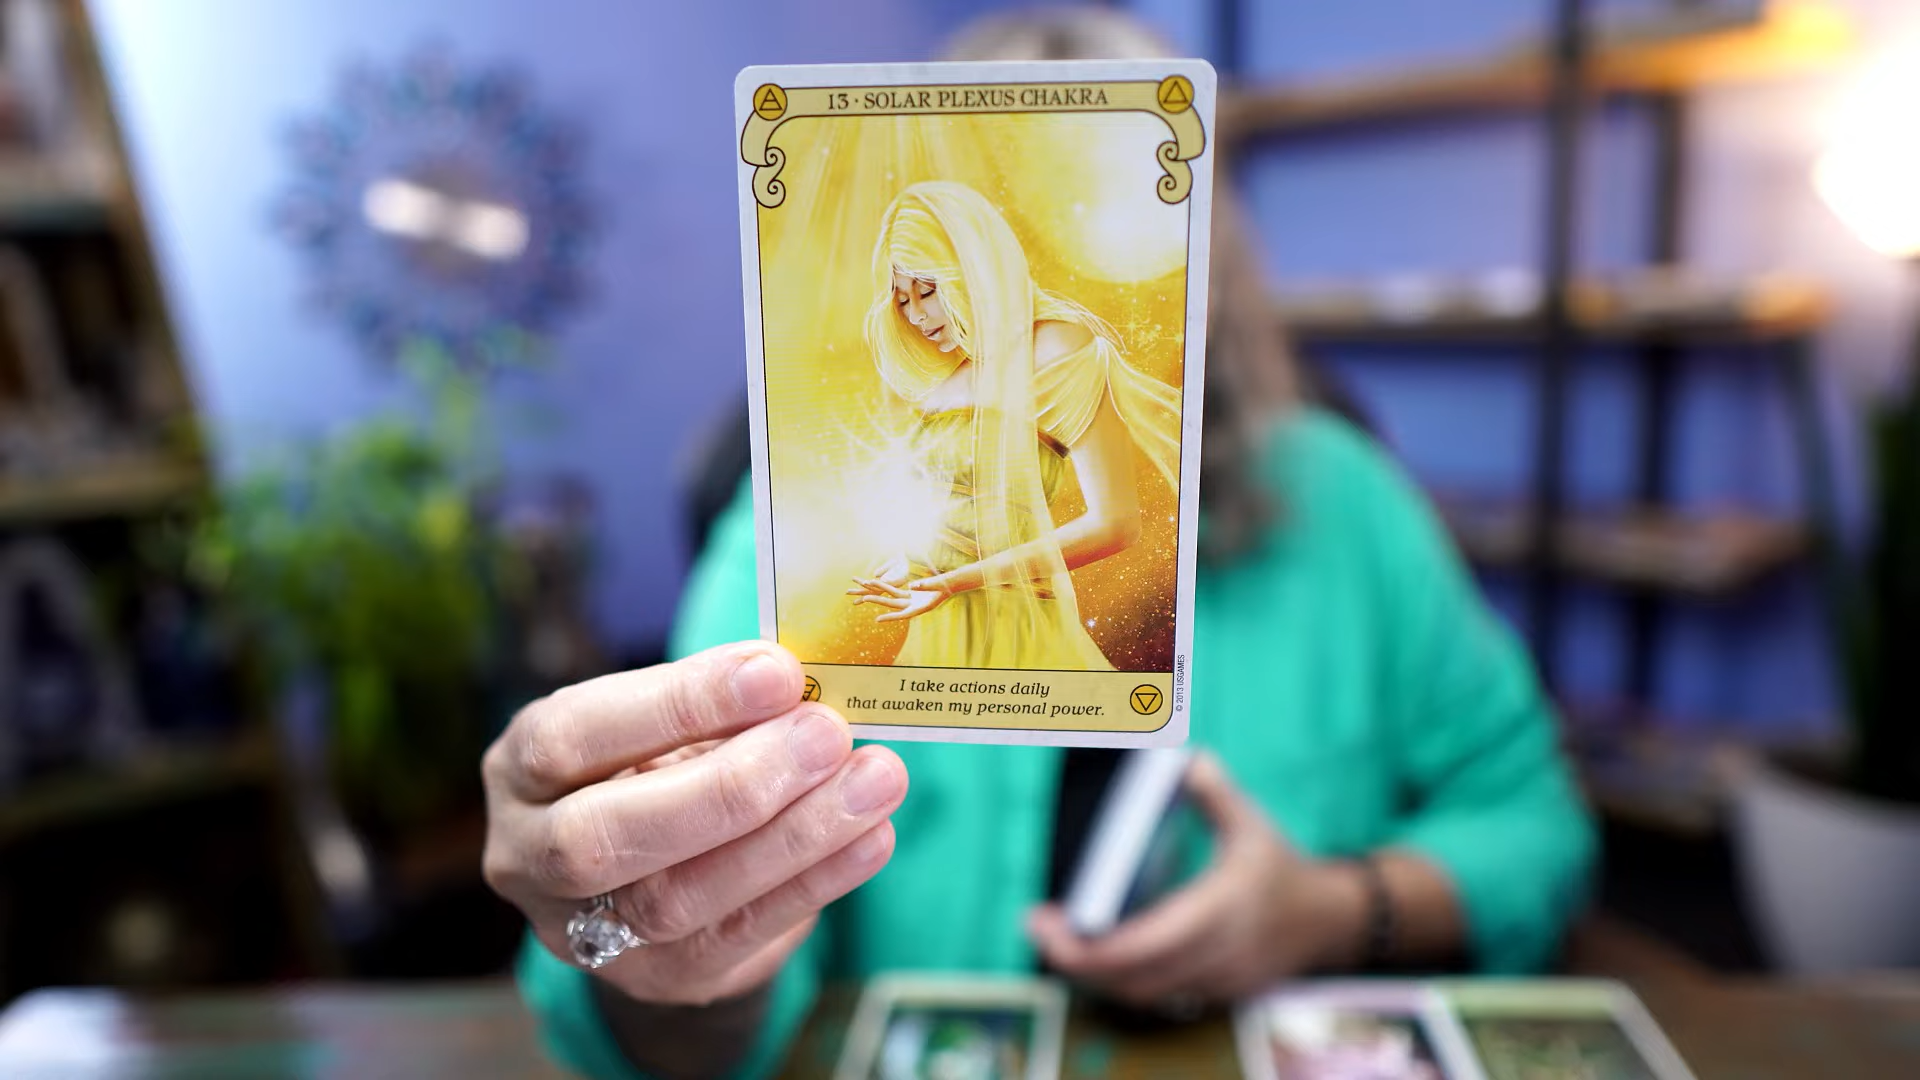 13 · SOLAR PLEXUS CHAKRA
I take actions daily
that awaken my personal power.
© 2013 USGAMES